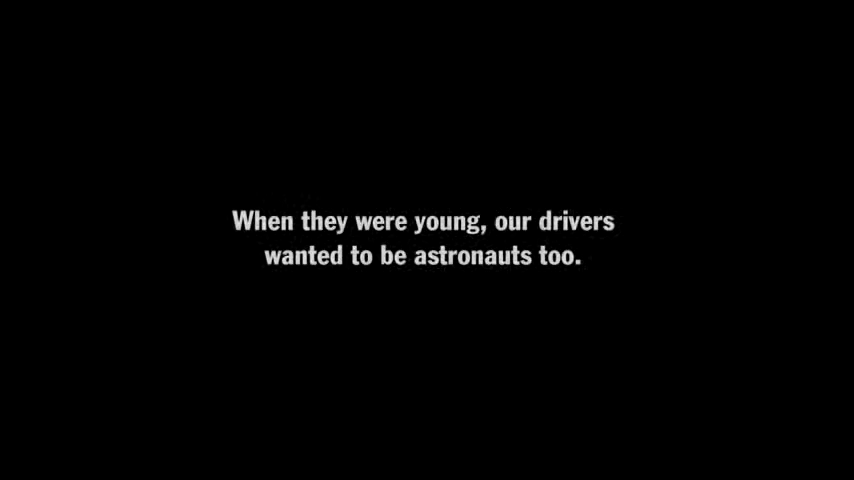 When they were young, our drivers
wanted to be astronauts too.